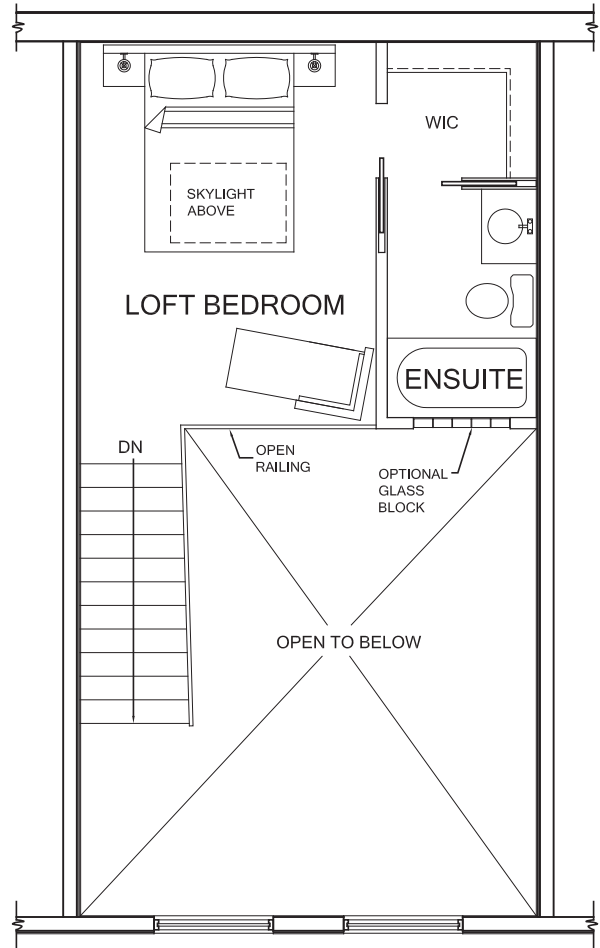 WIC
SKYLIGHT
ABOVE
LOFT BEDROOM
ENSUITE
DN
OPEN
RAILING
OPTIONAL
GLASS
BLOCK
OPEN TO BELOW